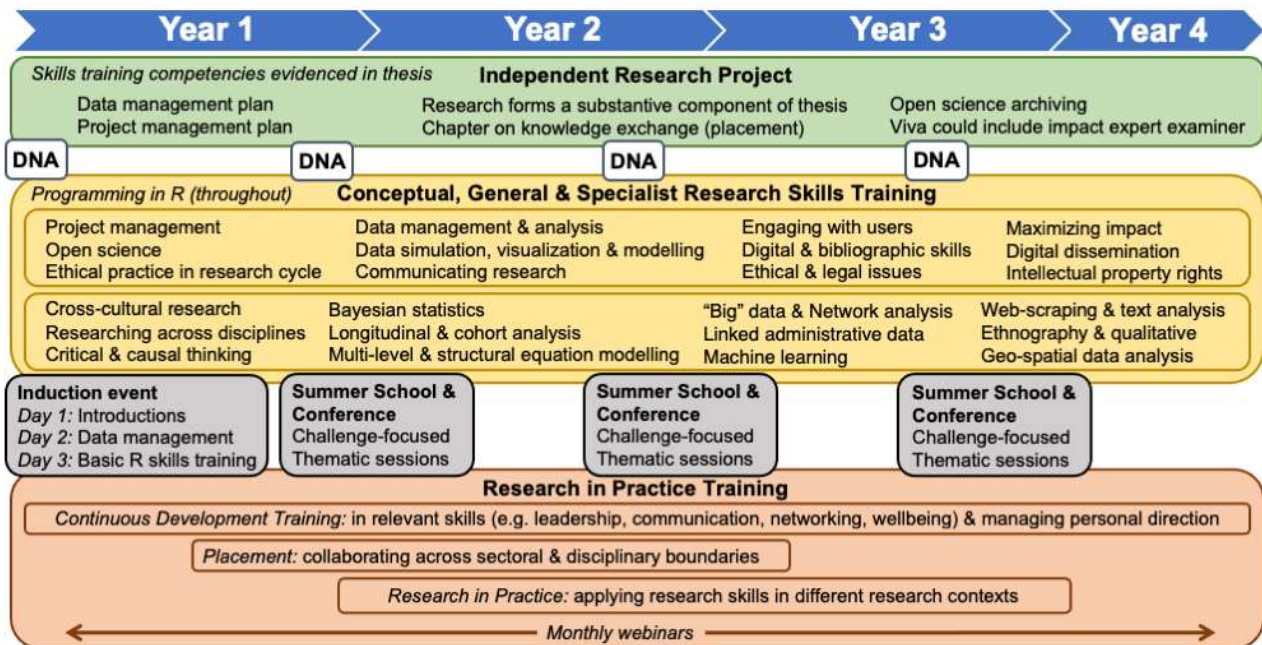 Year 1
Year 2
Year 3
Year 4
Skills training competencies evidenced in thesis
Independent Research Project
Data management plan
Project management plan
Research forms a substantive component of thesis
Chapter on knowledge exchange (placement)
Open science archiving
Viva could include impact expert examiner
DNA
DNA
DNA
DNA
Programming in R (throughout)
Conceptual, General & Specialist Research Skills Training
Project management
Open science
Ethical practice in research cycle
Data management & analysis
Data simulation, visualization & modelling
Communicating research
Engaging with users
Digital & bibliographic skills
Ethical & legal issues
Maximizing impact
Digital dissemination
Intellectual property rights
Cross-cultural research
Researching across disciplines
Critical & causal thinking
Bayesian statistics
Longitudinal & cohort analysis
Multi-level & structural equation modelling
“Big” data & Network analysis
Linked administrative data
Machine learning
Web-scraping & text analysis
Ethnography & qualitative
Geo-spatial data analysis
Induction event
Day 1: Introductions
Day 2: Data management
Day 3: Basic R skills training
Summer School &
Conference
Challenge-focused
Thematic sessions
Summer School &
Conference
Challenge-focused
Thematic sessions
Summer School &
Conference
Challenge-focused
Thematic sessions
Research in Practice Training
Continuous Development Training: in relevant skills (e.g. leadership, communication, networking, wellbeing) & managing personal direction
Placement: collaborating across sectoral & disciplinary boundaries
Research in Practice: applying research skills in different research contexts
Monthly webinars